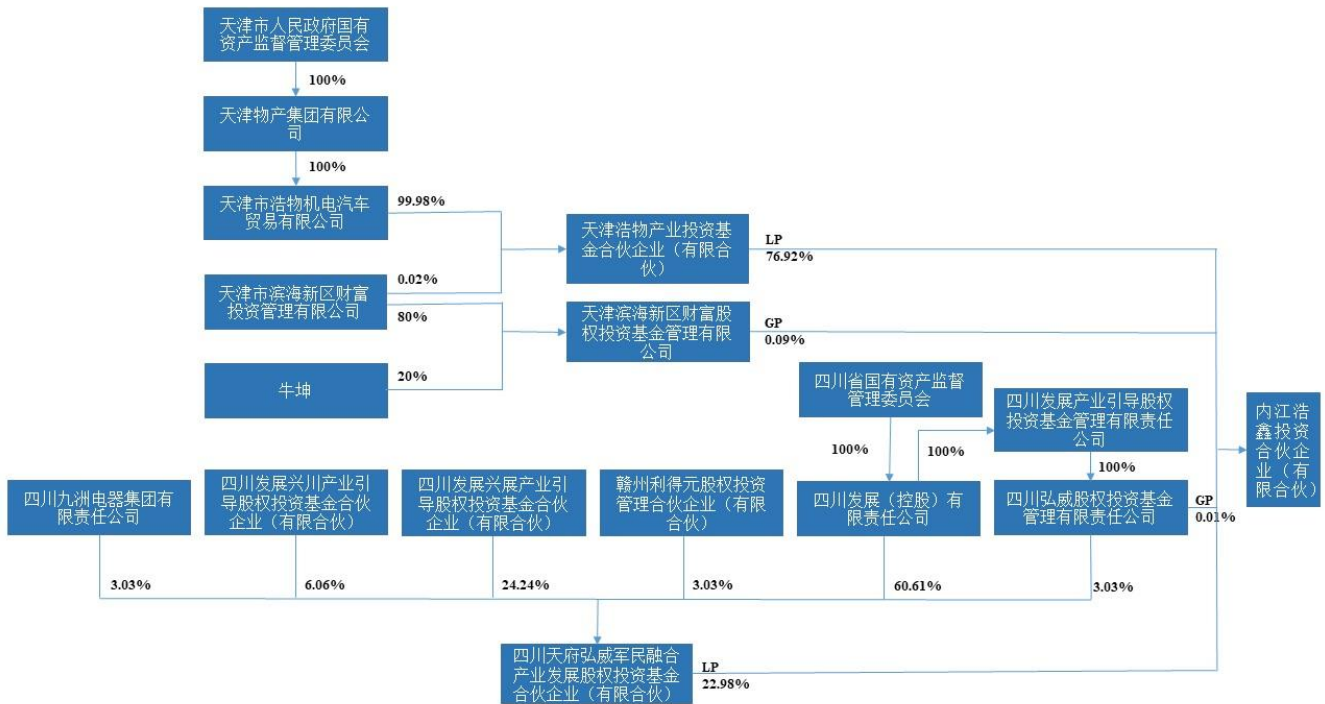 天津市人民政府国有
资产监督管理委员会
100%
天津物产集团有限公
司
100%
天津市浩物机电汽车
贸易有限公司
99.98%
天津浩物产业投资基
金合伙企业（有限合
伙）
LP
76.92%
天津市滨海新区财富
投资管理有限公司
0.02%
80%
天津滨海新区财富股
权投资基金管理有限
公司
GP
0.09%
牛坤
20%
四川省国有资产监督
管理委员会
100%
四川发展产业引导股权
投资基金管理有限责任
公司
100%
100%
内江浩
鑫投资
合伙企
业（有
限合伙）
四川九洲电器集团有
限责任公司
四川发展兴川产业引
导股权投资基金合伙
企业（有限合伙）
四川发展兴展产业引
导股权投资基金合伙
企业（有限合伙）
赣州利得元股权投资
管理合伙企业（有限
合伙）
四川发展（控股）有
限责任公司
四川弘威股权投资基金
管理有限责任公司
GP
0.01%
3.03%
6.06%
24.24%
3.03%
60.61%
3.03%
四川天府弘威军民融合
产业发展股权投资基金
合伙企业（有限合伙）
LP
22.98%